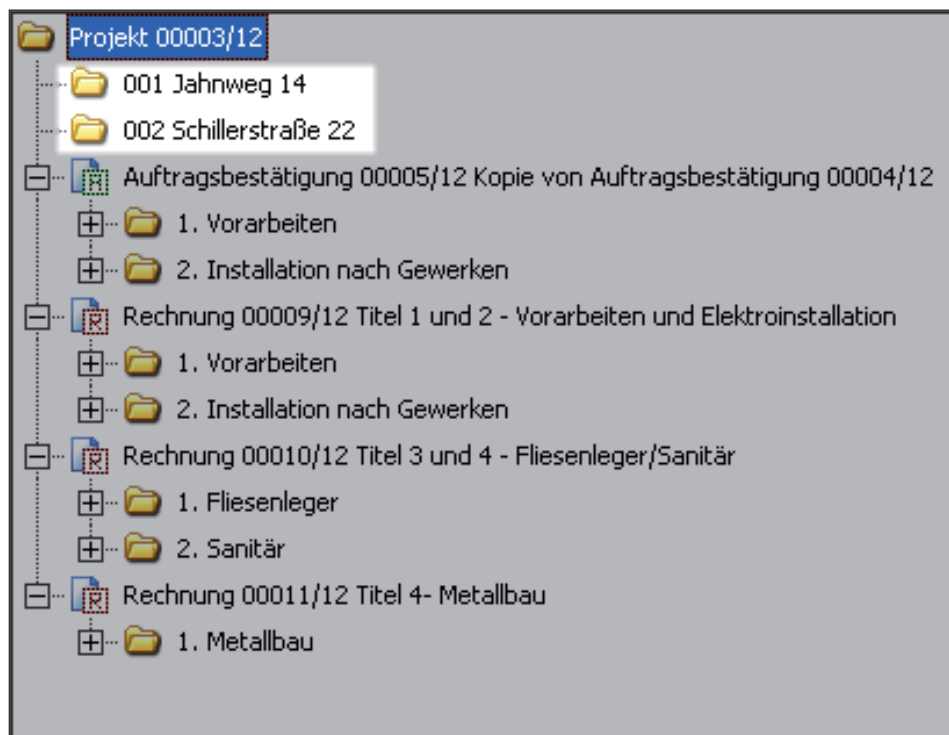 Projekt 00003/12
001 Jahnweg 14
002 Schillerstraße 22
Auftragsbestätigung 00005/12 Kopie von Auftragsbestätigung 00004/12
1. Vorarbeiten
2. Installation nach Gewerken
Rechnung 00009/12 Titel 1 und 2 - Vorarbeiten und Elektroinstallation
1. Vorarbeiten
2. Installation nach Gewerken
Rechnung 00010/12 Titel 3 und 4 - Fliesenleger/Sanitär
1. Fliesenleger
2. Sanitär
Rechnung 00011/12 Titel 4- Metallbau
1. Metallbau